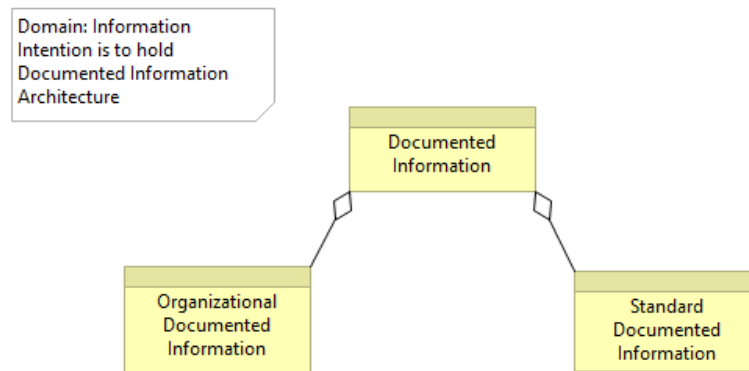 Domain: Information
Intention is to hold
Documented Information
Architecture
Documented
Information
Organizational
Documented
Information
Standard
Documented
Information